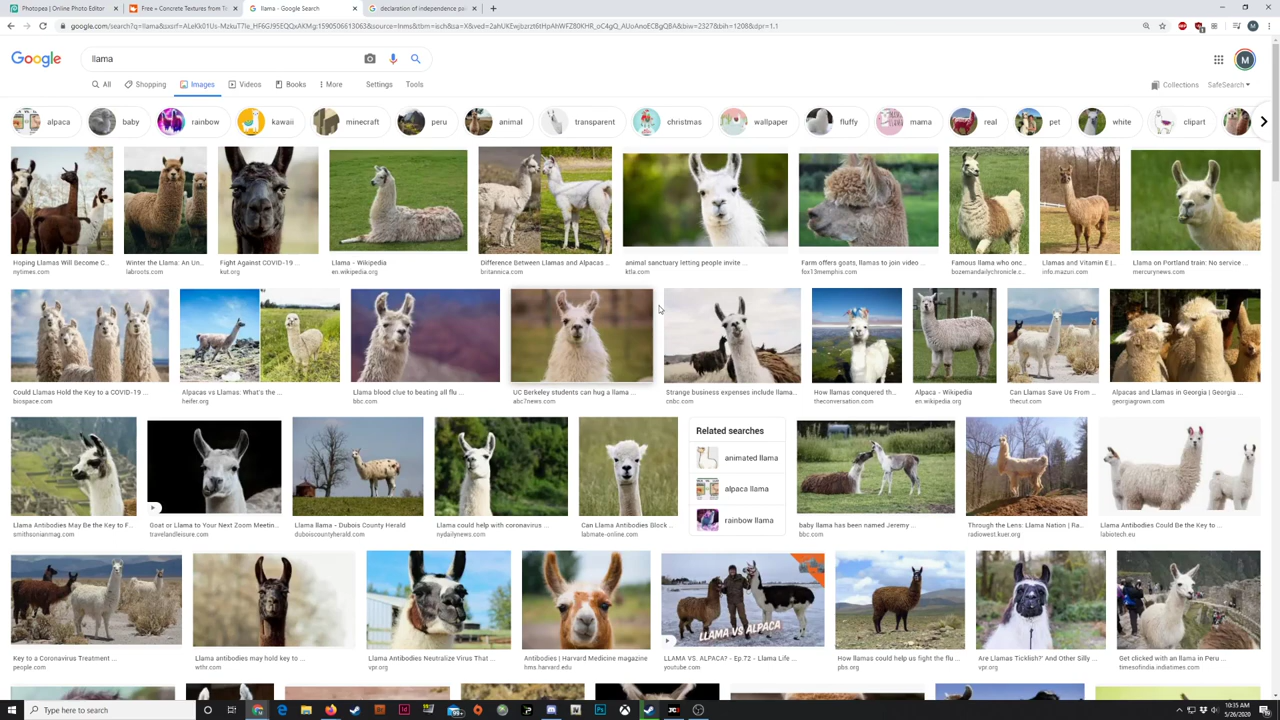 Photopea | Online Photo Editor
Free + Concrete Textures from Te
llama - Google Search
declaration of independence pa
google.com/search?q=llama&sxsrf=
Google
llama
M
All
Shopping
Images
Videos
Books
More
Settings
Tools
Collections
SafeSearch
alpaca
baby
rainbow
kawaii
minecraft
peru
animal
transparent
christmas
wallpaper
fluffy
mama
real
pet
white
clipart
Hoping Llamas Will Become C...
nytimes.com
Winter the Llama: An Un...
labroots.com
Fight Against COVID-19 ...
kut.org
Llama - Wikipedia
en.wikipedia.org
Difference Between Llamas and Alpacas ...
britannica.com
animal sanctuary letting people invite ...
ktla.com
Farm offers goats, llamas to join video ...
fox13memphis.com
Famous llama who onc...
bozemandailychronicle.c...
Llamas and Vitamin E | ...
info.mazuri.com
Llama on Portland train: No service ...
mercurynews.com
Could Llamas Hold the Key to a COVID-19 ...
biospace.com
Alpacas vs Llamas: What's the ...
heifer.org
Llama blood clue to beating all flu ...
bbc.com
UC Berkeley students can hug a llama ...
abc7news.com
Strange business expenses include llama...
cnbc.com
How llamas conquered th...
theconversation.com
Alpaca - Wikipedia
en.wikipedia.org
Can Llamas Save Us From ...
thecut.com
Alpacas and Llamas in Georgia | Georgia ...
georgiagrown.com
Related searches
animated llama
alpaca llama
rainbow llama
Llama Antibodies May Be the Key to F...
smithsonianmag.com
Goat or Llama to Your Next Zoom Meetin...
travelandleisure.com
Llama llama - Dubois County Herald
duboiscountyherald.com
Llama could help with coronavirus ...
nydailynews.com
Can Llama Antibodies Block ...
labmate-online.com
baby llama has been named Jeremy ...
bbc.com
Through the Lens: Llama Nation | Ra...
radiowest.kuer.org
Llama Antibodies Could Be the Key to ...
labiotech.eu
LLAMA VS ALPACA
Key to a Coronavirus Treatment ...
people.com
Llama antibodies may hold key to ...
wthr.com
Llama Antibodies Neutralize Virus That ...
vpr.org
Antibodies | Harvard Medicine magazine
hms.harvard.edu
LLAMA VS. ALPACA? - Ep.72 - Llama Life ...
youtube.com
How llamas could help us fight the flu ...
pbs.org
Are Llamas Ticklish?' And Other Silly ...
vpr.org
Get clicked with an llama in Peru ...
timesofindia.indiatimes.com
Type here to search
10:35 AM
5/26/2020